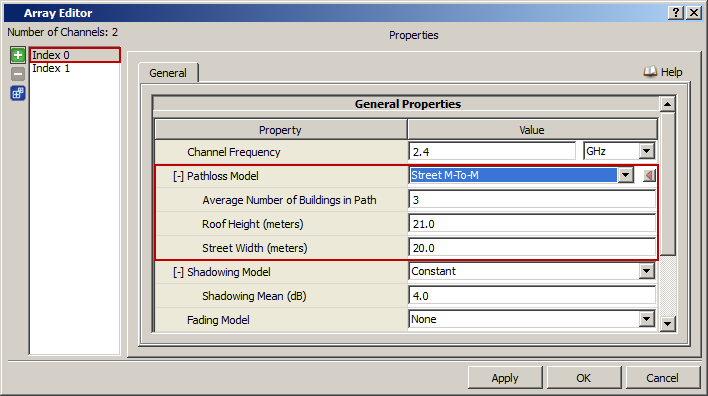 Array Editor
Number of Channels: 2
Properties
Index 0
Index 1
General
Help
General Properties
Property Value
Channel Frequency 2.4 GHz
[-] Pathloss Model Street M-To-M
Average Number of Buildings in Path 3
Roof Height (meters) 21.0
Street Width (meters) 20.0
[-] Shadowing Model Constant
Shadowing Mean (dB) 4.0
Fading Model None
Apply OK Cancel